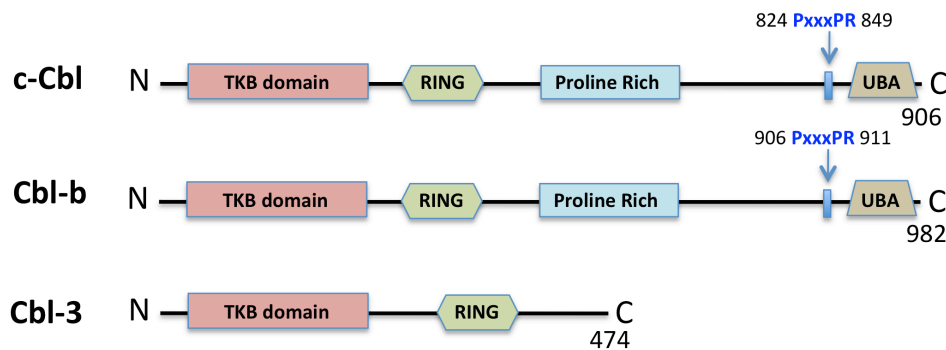 824 PxxxPR 849
c-Cbl N TKB domain RING Proline Rich UBA C
906
906 PxxxPR 911
Cbl-b N TKB domain RING Proline Rich UBA C
982
Cbl-3 N TKB domain RING C
474